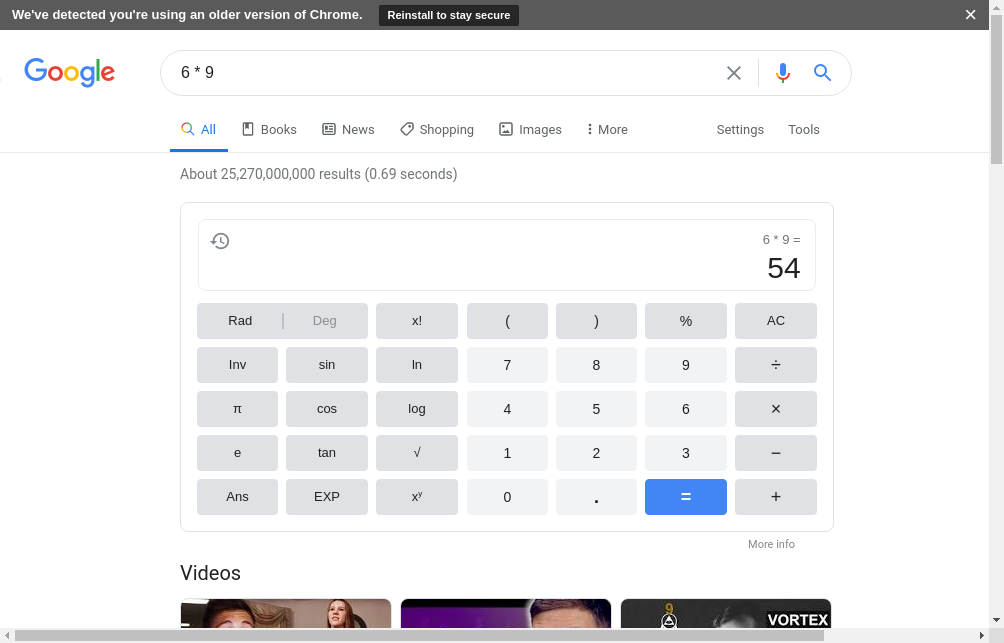 We've detected you're using an older version of Chrome. Reinstall to stay secure
Google
6 * 9
All Books News Shopping Images More Settings Tools
About 25,270,000,000 results (0.69 seconds)
6 * 9 =
54
Rad Deg x! ( ) % AC
Inv sin ln 7 8 9 ÷
π cos log 4 5 6 ×
e tan √ 1 2 3 −
Ans EXP xʸ 0 . = +
More info
Videos
9
VORTEX